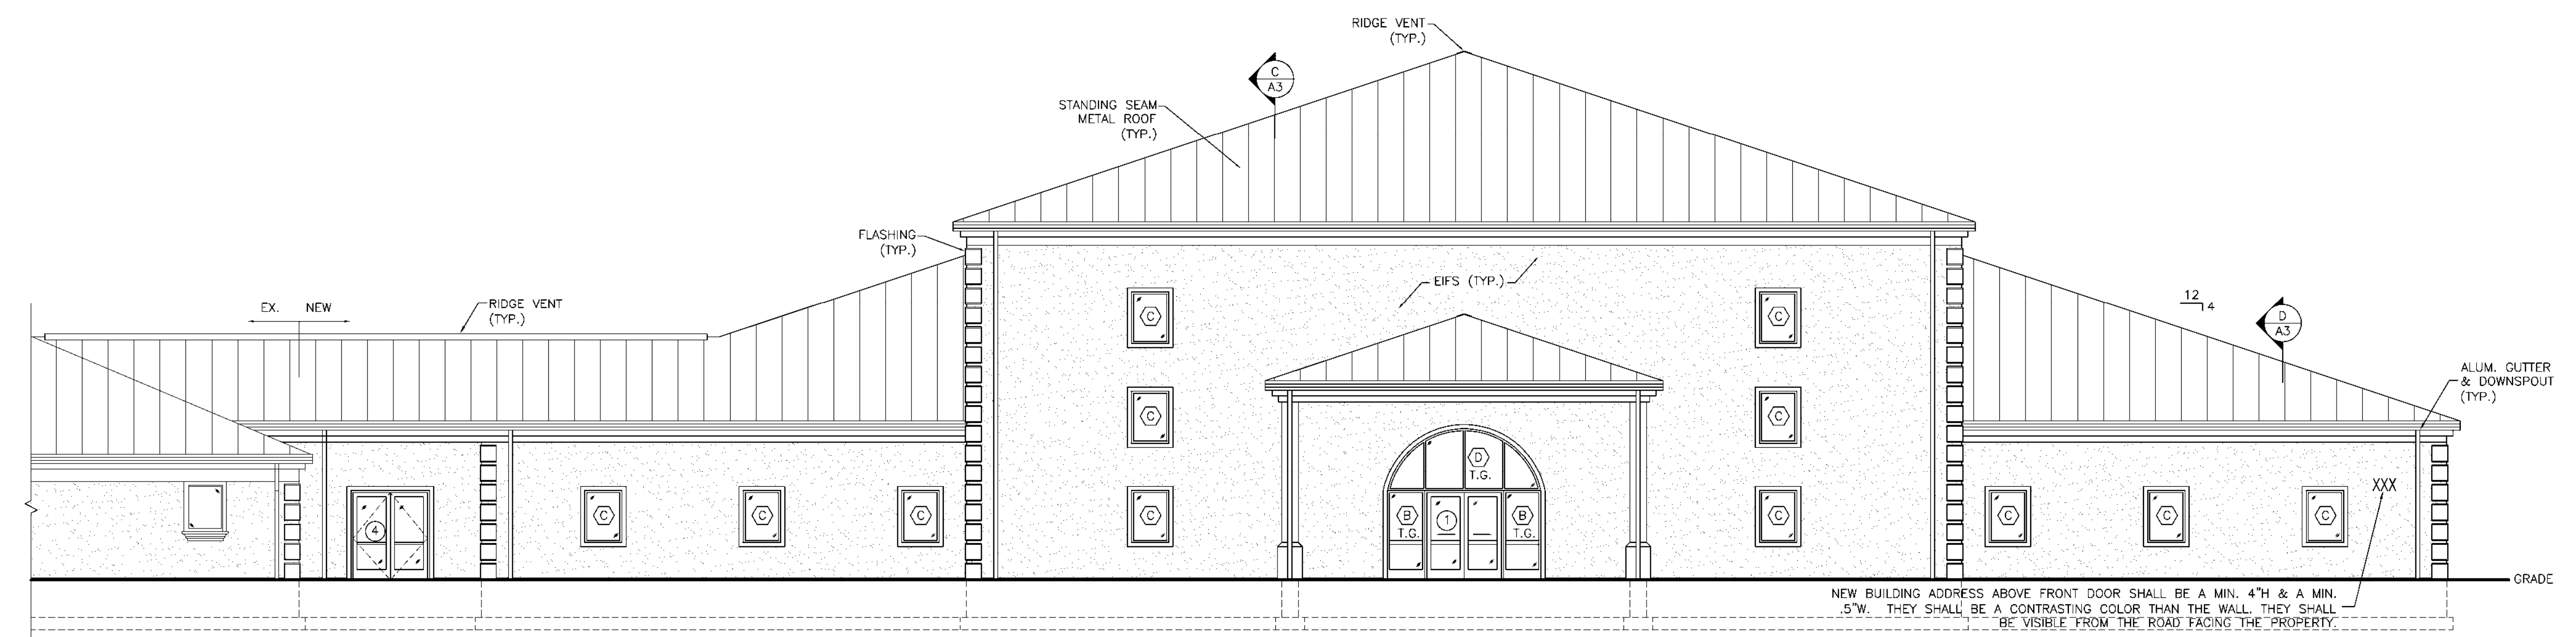 RIDGE VENT
(TYP.)
C
A3
STANDING SEAM
METAL ROOF
(TYP.)
FLASHING
(TYP.)
EX. NEW
RIDGE VENT
(TYP.)
EIFS (TYP.)
12
4
D
A3
ALUM. GUTTER
& DOWNSPOUT
(TYP.)
C
C
C
C
D
T.G.
XXX
4
C
C
C
C
B
T.G.
1
B
T.G.
C
C
C
C
GRADE
NEW BUILDING ADDRESS ABOVE FRONT DOOR SHALL BE A MIN. 4"H & A MIN.
.5"W. THEY SHALL BE A CONTRASTING COLOR THAN THE WALL. THEY SHALL
BE VISIBLE FROM THE ROAD FACING THE PROPERTY.